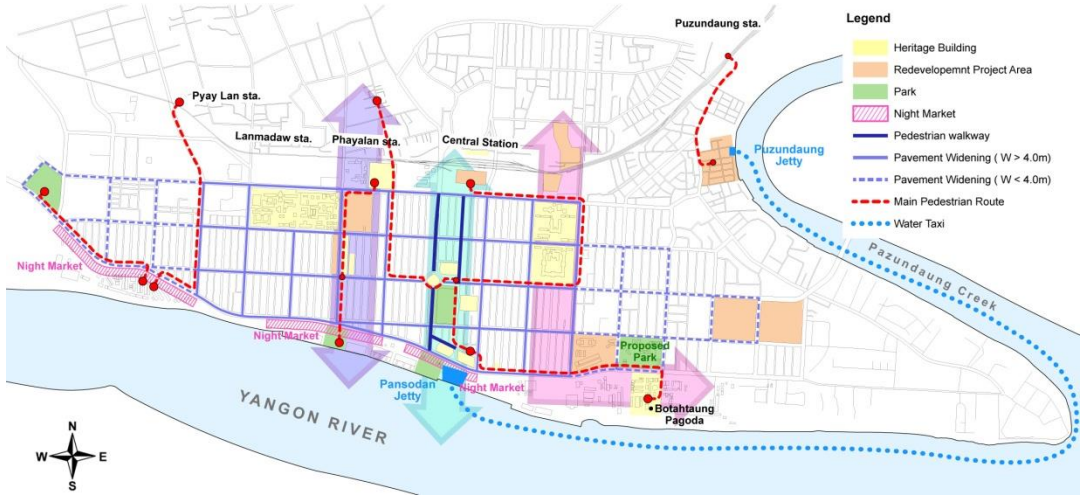 Puzundaung sta.
Legend
Heritage Building
Redevelopemnt Project Area
Park
Night Market
Pedestrian walkway
Pavement Widening ( W > 4.0m)
Pavement Widening ( W < 4.0m)
Main Pedestrian Route
Water Taxi
Pyay Lan sta.
Lanmadaw sta.
Phayalan sta.
Central Station
Puzundaung
Jetty
Pazundaung Creek
Night Market
Night Market
Proposed
Park
Pansodan
Jetty
Night Market
Botahtaung
Pagoda
YANGON RIVER
N
W E
S